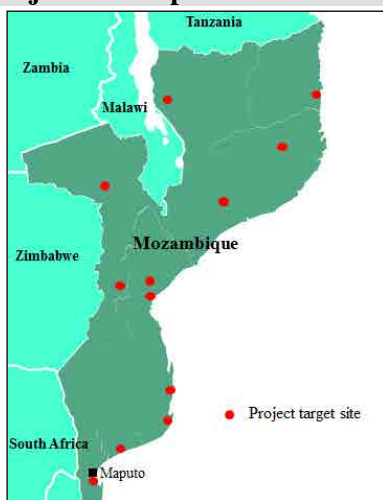 Tanzania
Zambia
Malawi
Mozambique
Zimbabwe
Project target site
South Africa
Maputo